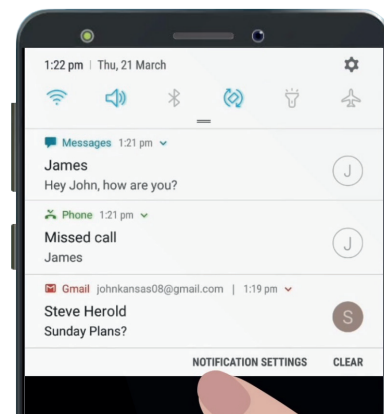 1:22 pm | Thu, 21 March
Messages 1:21 pm
James
Hey John, how are you?
J
Phone 1:21 pm
Missed call
James
J
Gmail johnkansas08@gmail.com | 1:19 pm
Steve Herold
Sunday Plans?
S
NOTIFICATION SETTINGS CLEAR